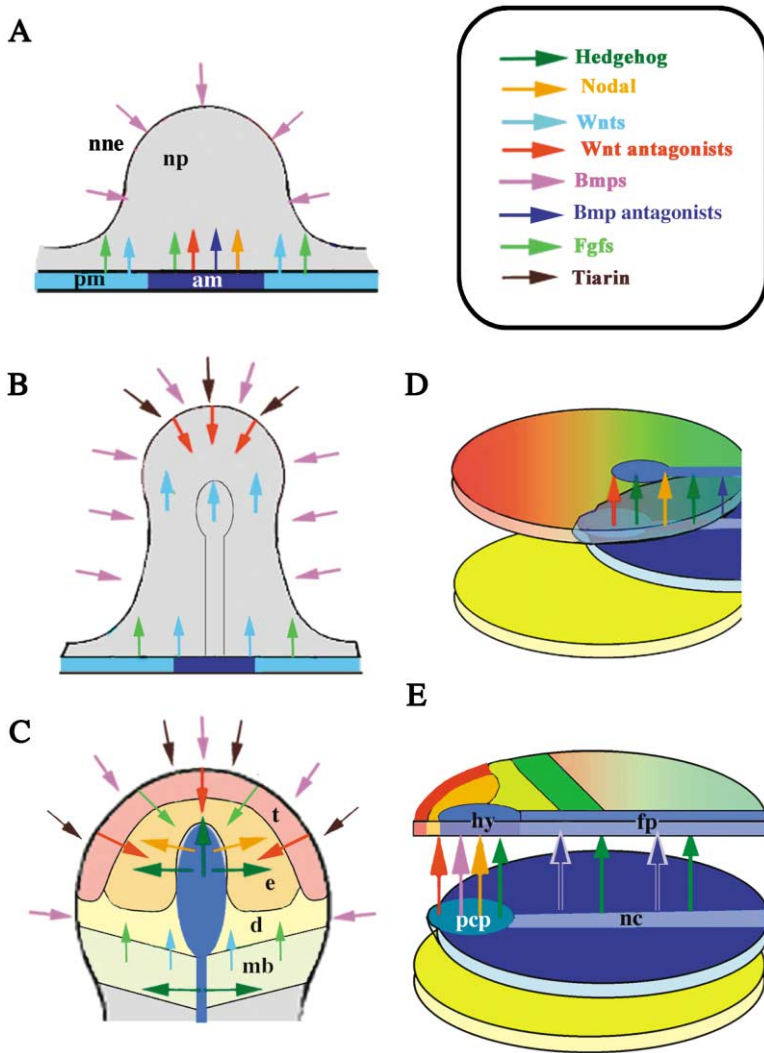 A
nne
np
pm
am
Hedgehog
Nodal
Wnts
Wnt antagonists
Bmps
Bmp antagonists
Fgfs
Tiarin
B
D
C
t
e
d
mb
E
hy
fp
pcp
nc